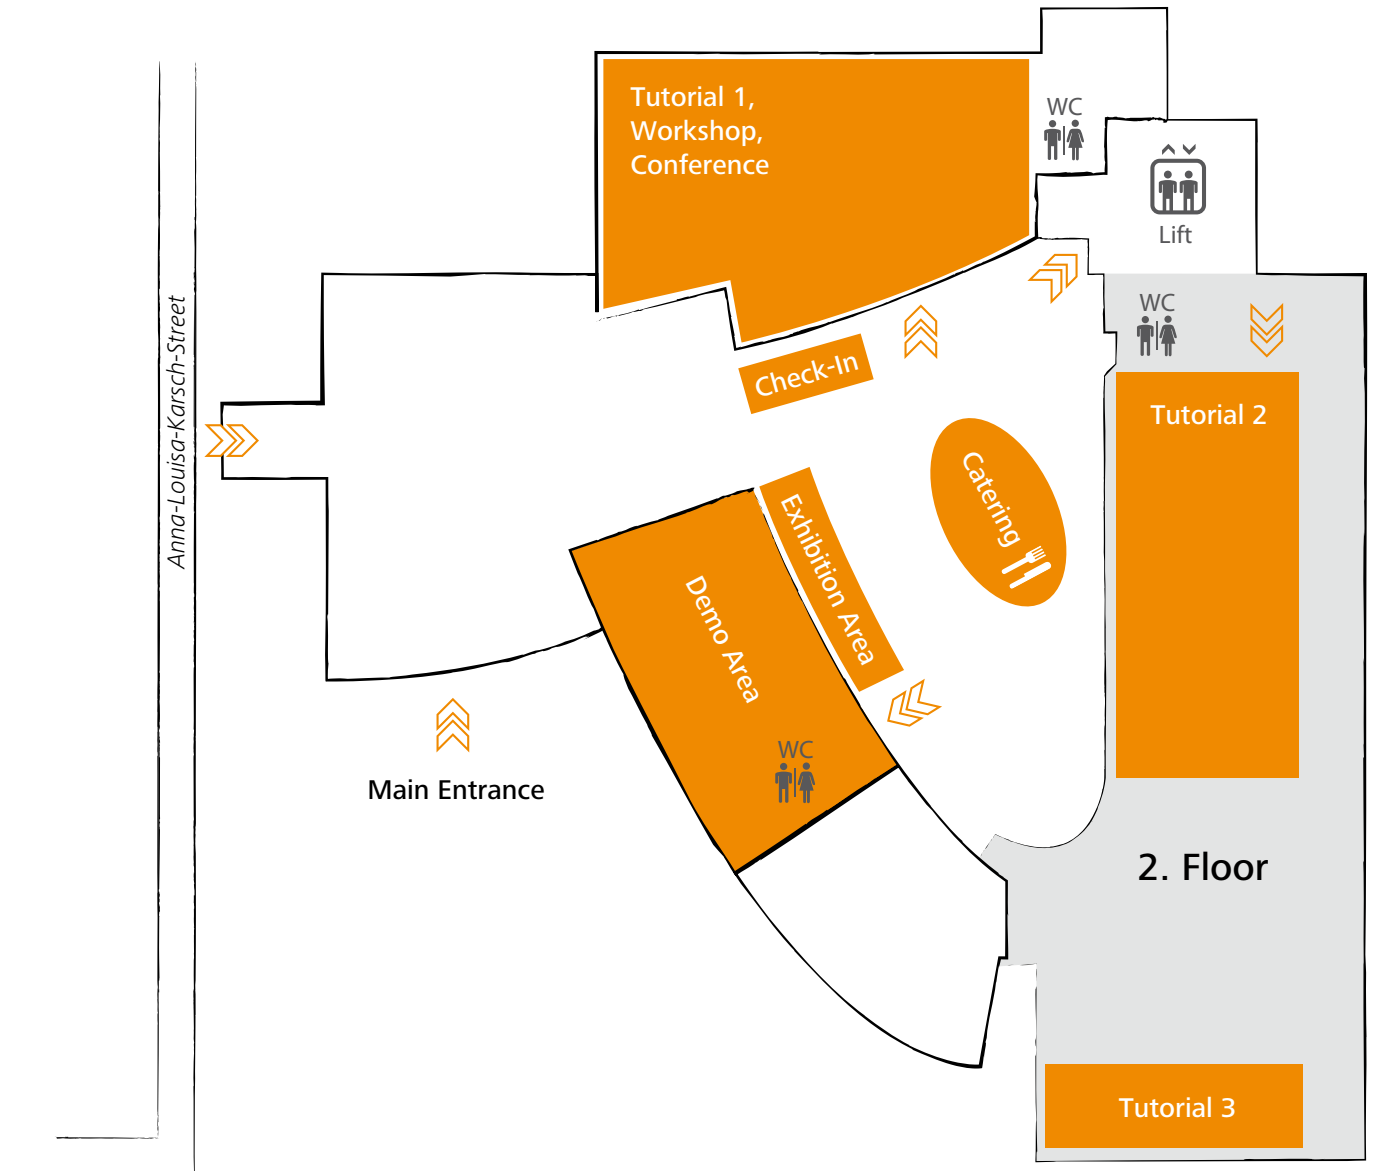 Tutorial 1,
Workshop,
Conference
WC
Lift
Anna-Louisa-Karsch-Street
WC
Check-In
Tutorial 2
Catering
Exhibition Area
Demo Area
WC
Main Entrance
2. Floor
Tutorial 3